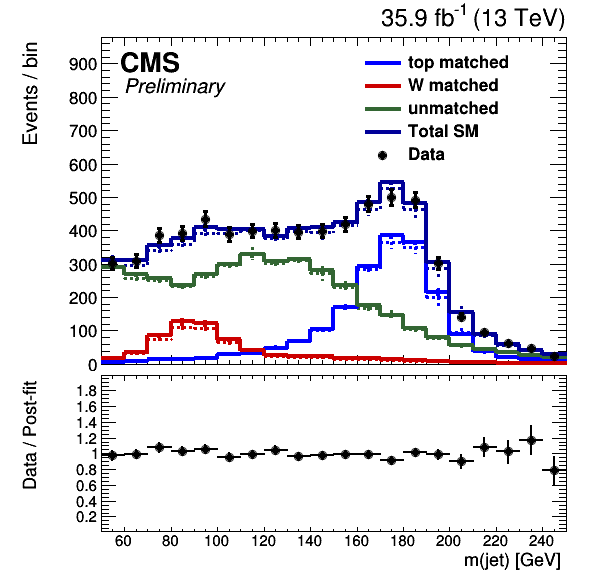 35.9 fb⁻¹ (13 TeV)
Events / bin
CMS
Preliminary
top matched
W matched
unmatched
Total SM
Data
900
800
700
600
500
400
300
200
100
0
Data / Post-fit
1.8
1.6
1.4
1.2
1
0.8
0.6
0.4
0.2
60 80 100 120 140 160 180 200 220 240
m(jet) [GeV]